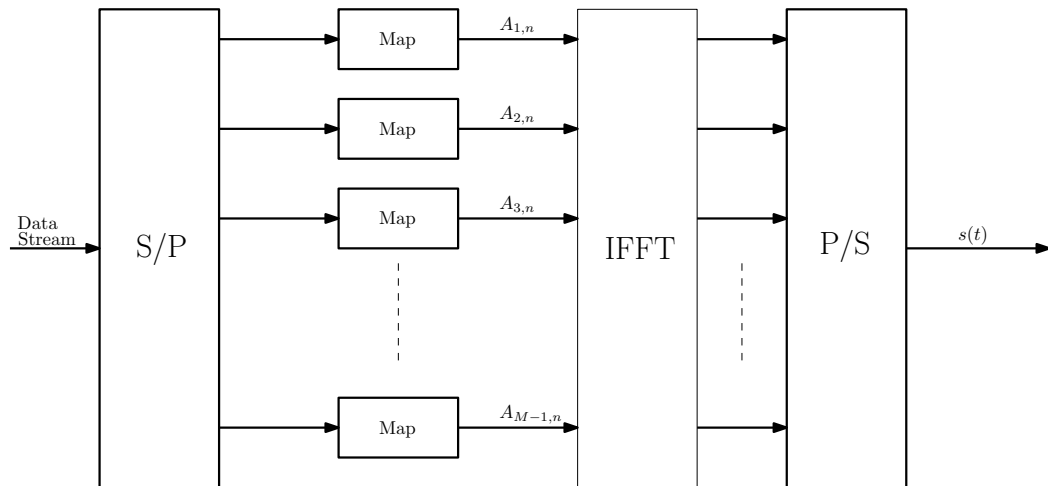 Map
A_{1,n}
Map
A_{2,n}
Map
A_{3,n}
Data
Stream
S/P
IFFT
P/S
s(t)
Map
A_{M-1,n}